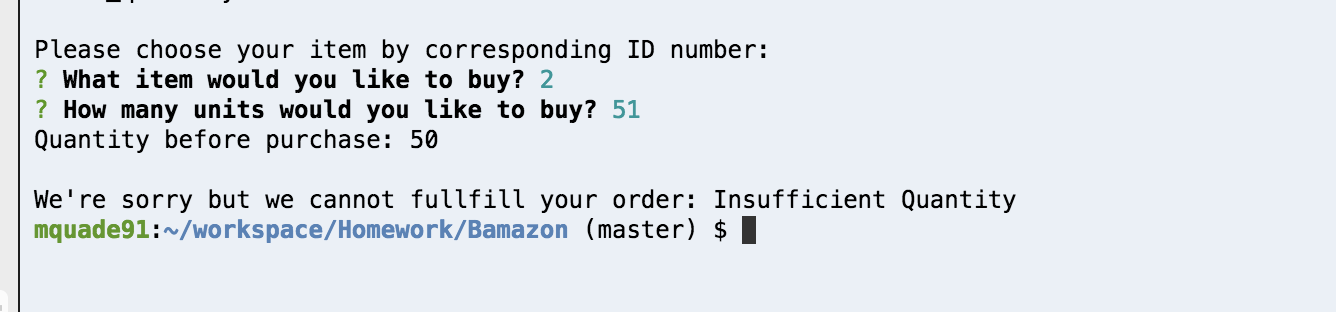 Please choose your item by corresponding ID number:
? What item would you like to buy? 2
? How many units would you like to buy? 51
Quantity before purchase: 50
We're sorry but we cannot fullfill your order: Insufficient Quantity
mquade91:~/workspace/Homework/Bamazon (master) $